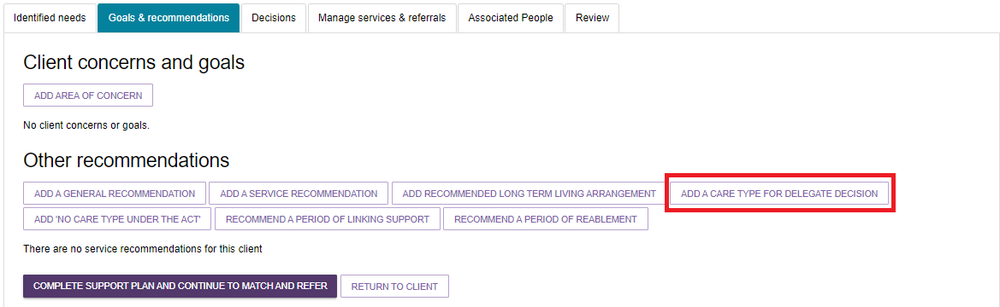 Identified needs Goals & recommendations Decisions Manage services & referrals Associated People Review
Client concerns and goals
ADD AREA OF CONCERN
No client concerns or goals.
Other recommendations
ADD A GENERAL RECOMMENDATION ADD A SERVICE RECOMMENDATION ADD RECOMMENDED LONG TERM LIVING ARRANGEMENT ADD A CARE TYPE FOR DELEGATE DECISION
ADD 'NO CARE TYPE UNDER THE ACT' RECOMMEND A PERIOD OF LINKING SUPPORT RECOMMEND A PERIOD OF REABLEMENT
There are no service recommendations for this client
COMPLETE SUPPORT PLAN AND CONTINUE TO MATCH AND REFER RETURN TO CLIENT